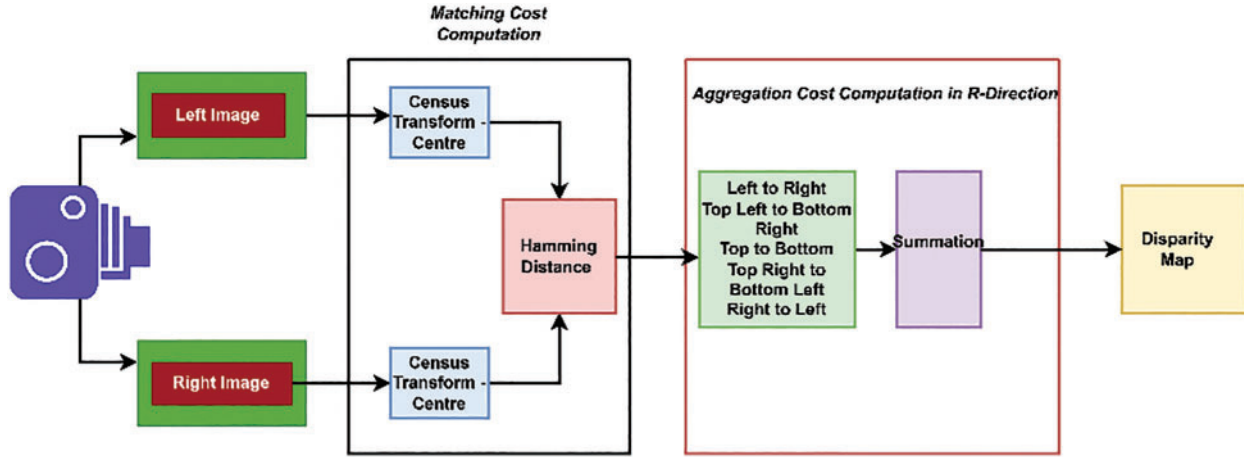 Matching Cost
Computation
Left Image
Census
Transform -
Centre
Aggregation Cost Computation in R-Direction
Left to Right
Top Left to Bottom
Right
Top to Bottom
Top Right to
Bottom Left
Right to Left
Summation
Disparity
Map
Hamming
Distance
Right Image
Census
Transform -
Centre